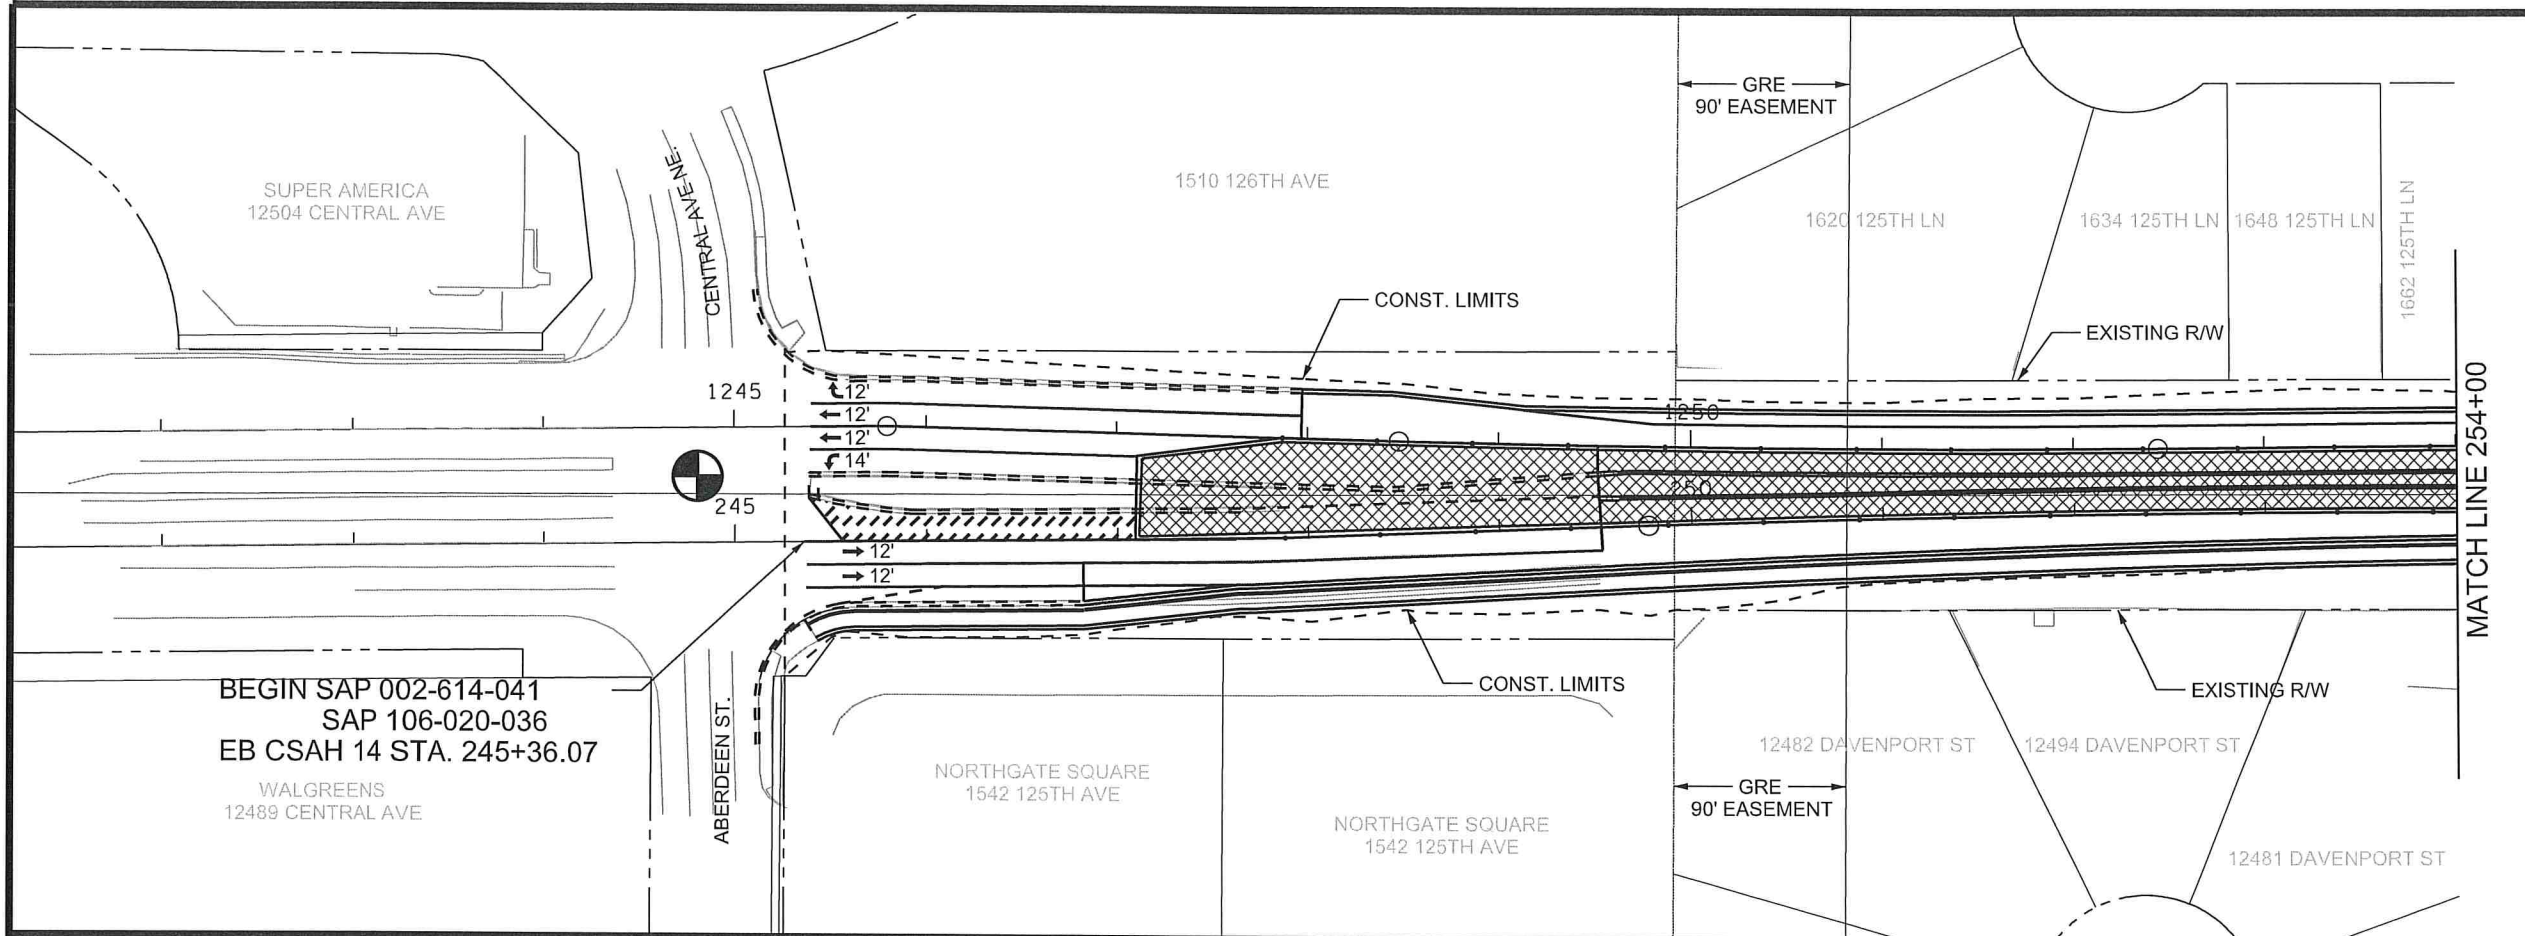 SUPER AMERICA
12504 CENTRAL AVE
CENTRAL AVE NE.
1510 126TH AVE
GRE
90' EASEMENT
1620 125TH LN
1634 125TH LN
1648 125TH LN
1662 125TH LN
CONST. LIMITS
EXISTING R/W
MATCH LINE 254+00
1245
12'
12'
12'
14'
1250
245
250
12'
12'
BEGIN SAP 002-614-041
SAP 106-020-036
EB CSAH 14 STA. 245+36.07
WALGREENS
12489 CENTRAL AVE
ABERDEEN ST.
CONST. LIMITS
EXISTING R/W
NORTHGATE SQUARE
1542 125TH AVE
NORTHGATE SQUARE
1542 125TH AVE
GRE
90' EASEMENT
12482 DAVENPORT ST
12494 DAVENPORT ST
12481 DAVENPORT ST